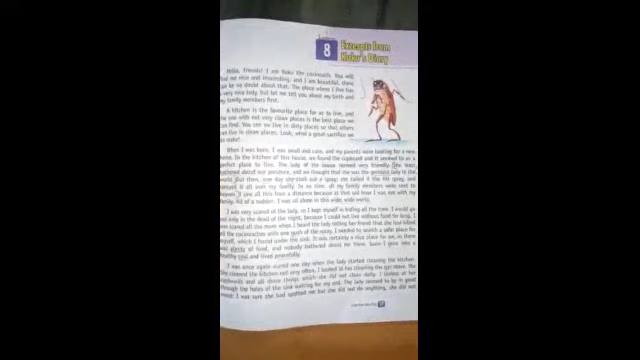 8
Excerpts from
Koko's Diary
Hello, friends! I am Koko the cockroach. You will
find me nice and interesting, and I am beautiful, there
can be no doubt about that. The place where I live has
a very nice lady, but let me tell you about my birth and
my family members first.
A kitchen is the favourite place for us to live, and
the one with not very clean places is the best place we
can find. You see we live in dirty places so that others
can live in clean places. Look, what a great sacrifice we
make!
When I was born, I was small and cute, and my parents were looking for a new
home. In the kitchen of this house, we found the cupboard and it seemed to us a
perfect place to live. The lady of the house seemed very friendly. She least
bothered about our presence, and we thought that she was the greatest lady in the
world. But then, one day she took out a spray; she called it the hit spray, and
sprayed it all over my family. In no time, all my family members were sent to
heaven. I saw all this from a distance because at that sad hour I was not with my
family. All of a sudden, I was all alone in this wide, wide world.
I was very scared of the lady, so I kept myself in hiding all the time. I would go
out only in the dead of the night, because I could not live without food for long. I
was scared all the more when I heard the lady telling her friend that she had killed
all the cockroaches with one gush of the spray. I needed to search a safer place for
myself, which I found under the sink. It was certainly a nice place for me, as there
was plenty of food, and nobody bothered about me there. Soon I grew into a
healthy and lived peacefully.
I was once again scared one day when the lady started cleaning the kitchen.
She cleaned the kitchen not very often. I looked at her cleaning the gas stove, the
cupboards and all those things, which she did not clean daily. I looked at her
through the holes of the sink waiting for my end. The lady seemed to be in good
mood; I was sure she had spotted me but she did not do anything, she did not